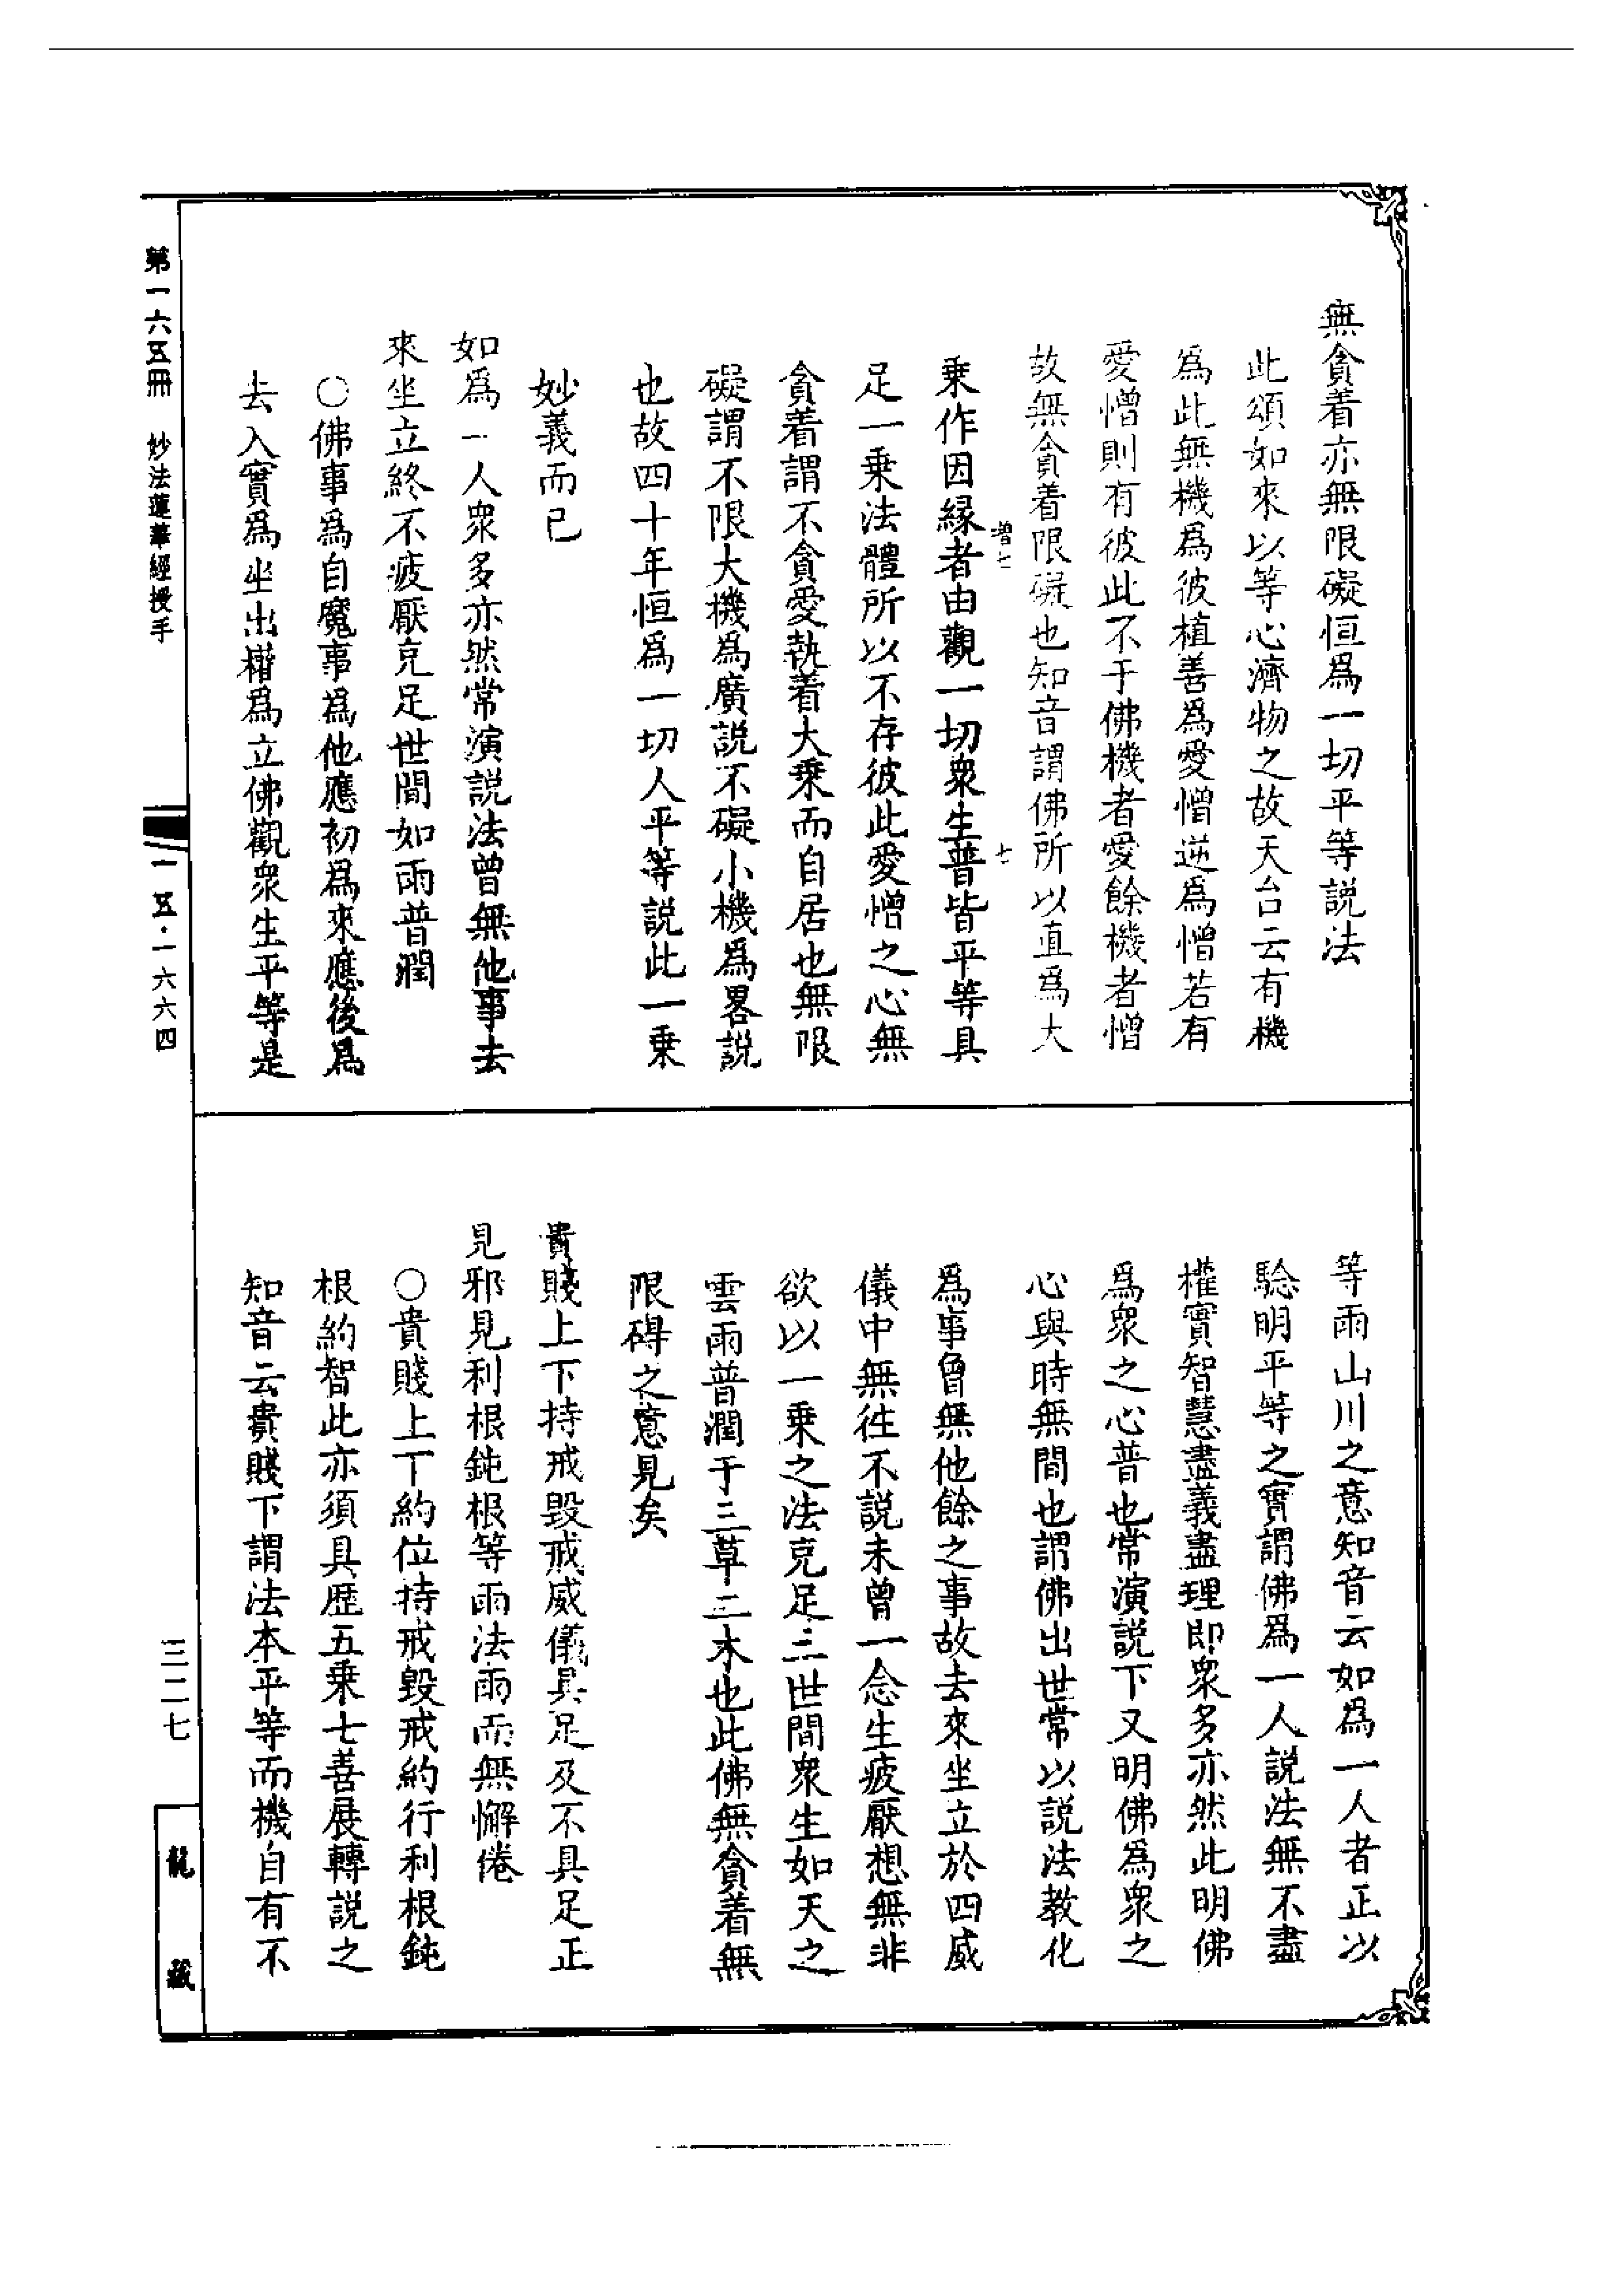 無貪着亦無限礙恒爲一切平等説法
此頌如來以等心濟物之故天台云有機
爲此無機爲彼植善爲愛憎逆爲憎若有
愛憎則有彼此不于佛機者愛餘機者憎
故無貪着限礙也知音謂佛所以直爲大
增七
七
乘作因縁者由觀一切衆生普皆平等具
足一乘法體所以不存彼此愛憎之心無
貪着謂不貪愛執着大乘而自居也無限
礙謂不限大機爲廣説不礙小機爲畧説
也故四十年恒爲一切人平等説此一乘
妙義而已
如爲一人衆多亦然常演説法曾無他事去
來坐立終不疲厭充足世間如雨普潤
○佛事爲自魔事爲他應初爲來應後爲
去入實爲坐出權爲立佛觀衆生平等是
等雨山川之意知音云如爲一人者正以
騐明平等之實謂佛爲一人説法無不盡
權實智慧盡義盡理即衆多亦然此明佛
爲衆之心普也常演説下又明佛爲衆之
心與時無間也謂佛出世常以説法教化
爲事曾無他餘之事故去來坐立於四威
儀中無徃不説未曾一念生疲厭想無非
欲以一乘之法充足三世間衆生如天之
雲雨普潤于三草二木也此佛無貪着無
限碍之意見矣
貴賤上下持戒毀戒威儀具足及不具足正
見邪見利根鈍根等雨法雨而無懈倦
○貴賤上下約位持戒毀戒約行利根鈍
根約智此亦須具歷五乘七善展轉説之
知音云貴賤下謂法本平等而機自有不
第一六五冊　妙法蓮華經授手
一五·一六六四
三二七
龍藏